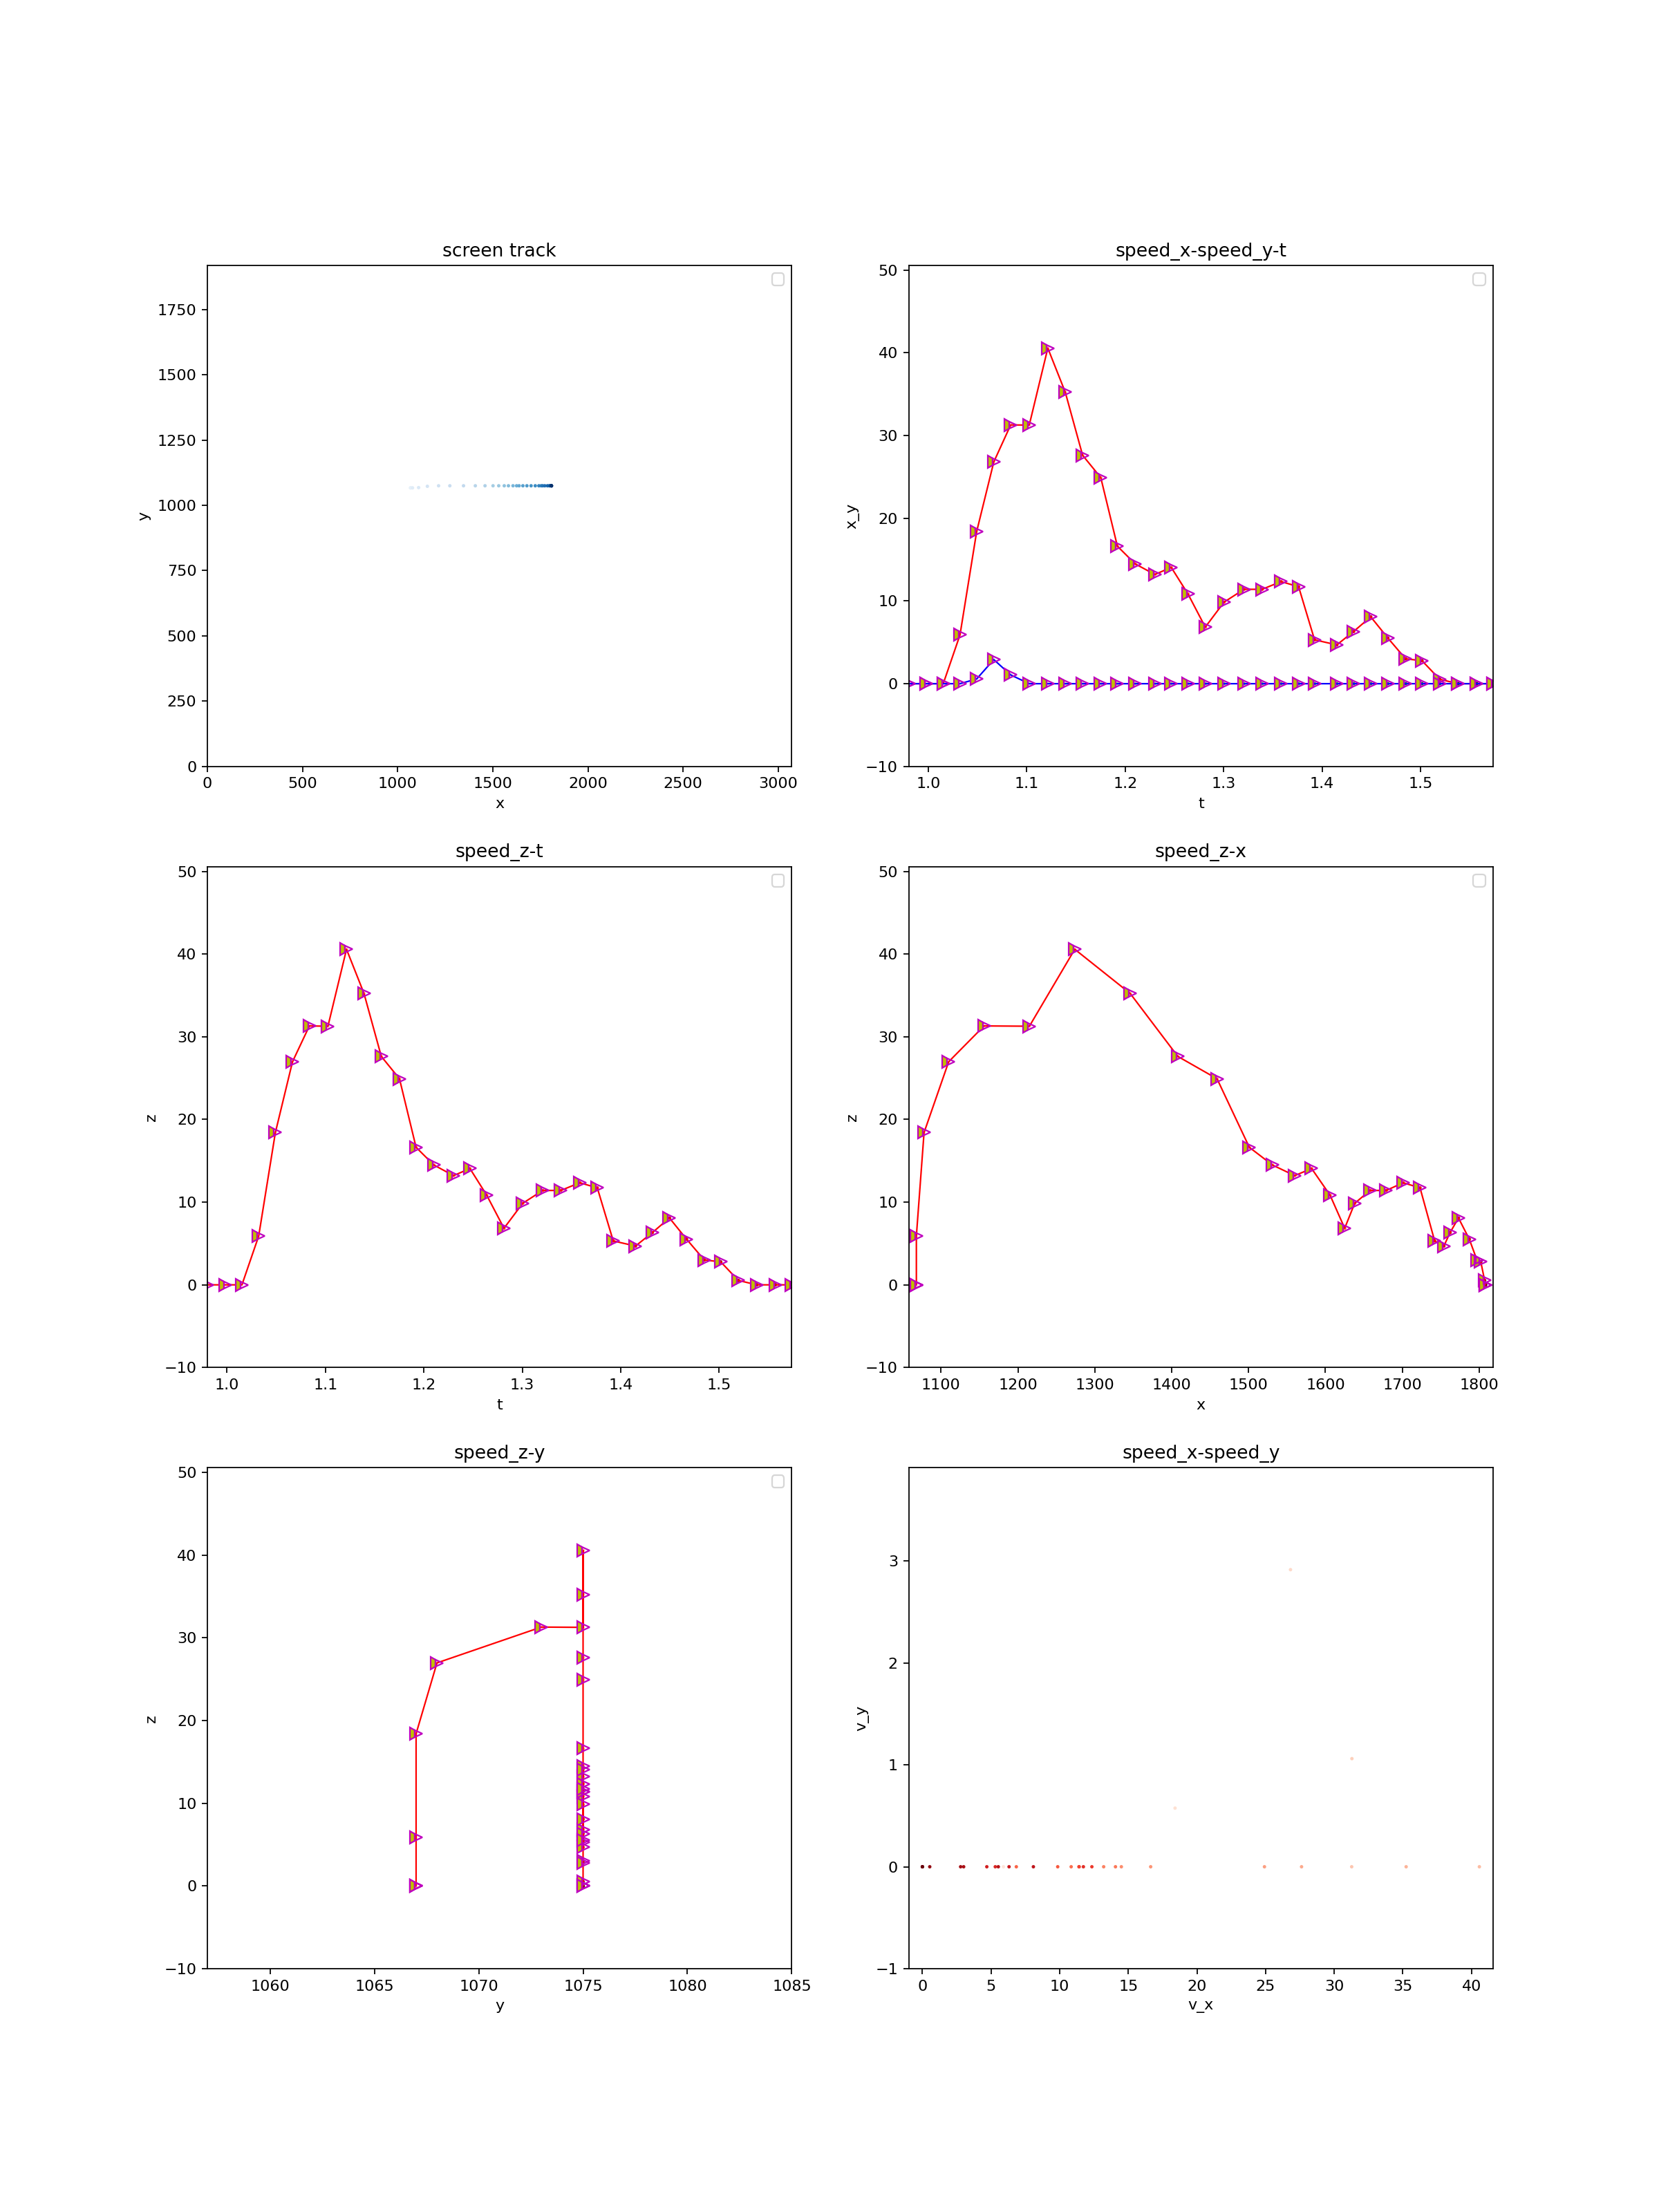 screen track
1750
1500
1250
1000
750
500
250
0
y
0 500 1000 1500 2000 2500 3000
x
speed_x-speed_y-t
50
40
30
20
10
0
−10
x_y
1.0 1.1 1.2 1.3 1.4 1.5
t
speed_z-t
50
40
30
20
10
0
−10
z
1.0 1.1 1.2 1.3 1.4 1.5
t
speed_z-x
50
40
30
20
10
0
−10
z
1100 1200 1300 1400 1500 1600 1700 1800
x
speed_z-y
50
40
30
20
10
0
−10
z
1060 1065 1070 1075 1080 1085
y
speed_x-speed_y
3
2
1
0
−1
v_y
0 5 10 15 20 25 30 35 40
v_x